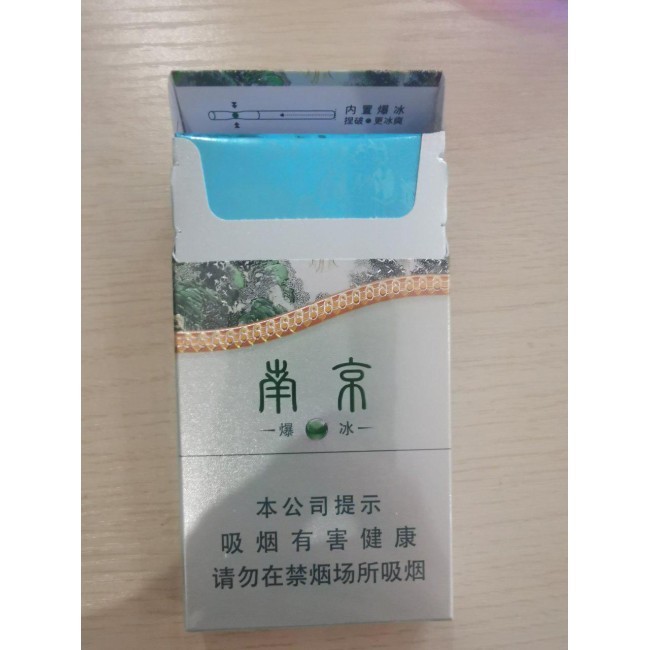 内置爆冰
捏破●更冰爽
南京
爆冰
本公司提示
吸烟有害健康
请勿在禁烟场所吸烟